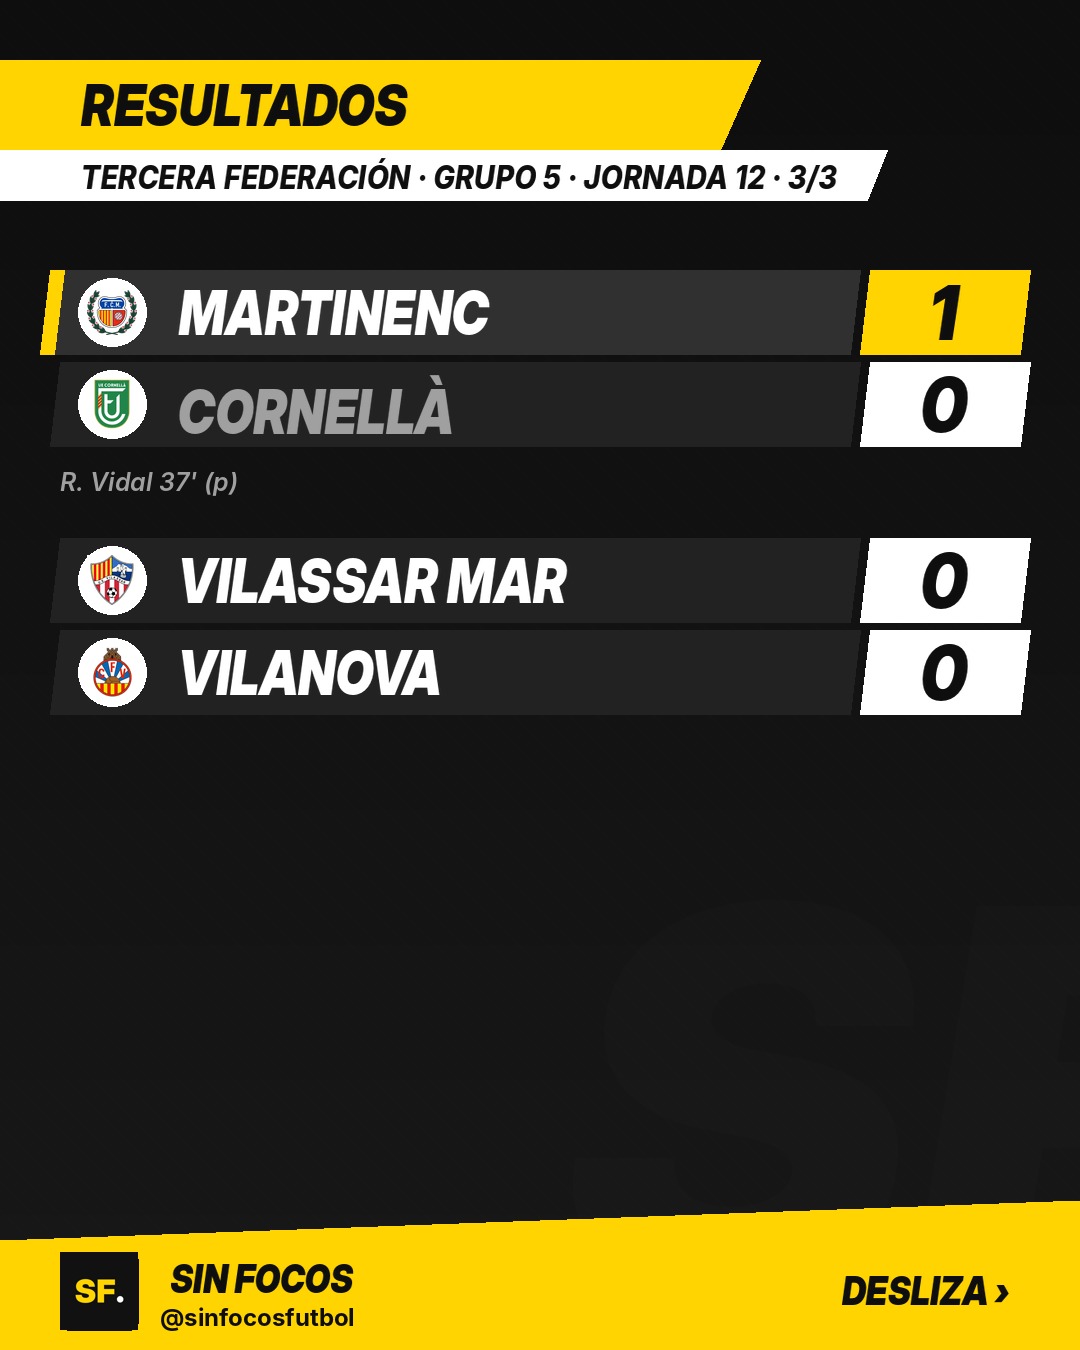 RESULTADOS
TERCERA FEDERACIÓN · GRUPO 5 · JORNADA 12 · 3/3
MARTINENC 1
CORNELLÀ 0
R. Vidal 37' (p)
VILASSAR MAR 0
VILANOVA 0
SF
SF.
SIN FOCOS
@sinfocosfutbol
DESLIZA ›